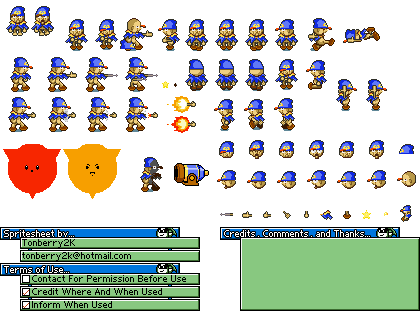 Spritesheet by...
Tonberry2K
tonberry2k@hotmail.com
Terms of Use...
Contact For Permission Before Use
Credit Where And When Used
Inform When Used
Credits, Comments, and Thanks...